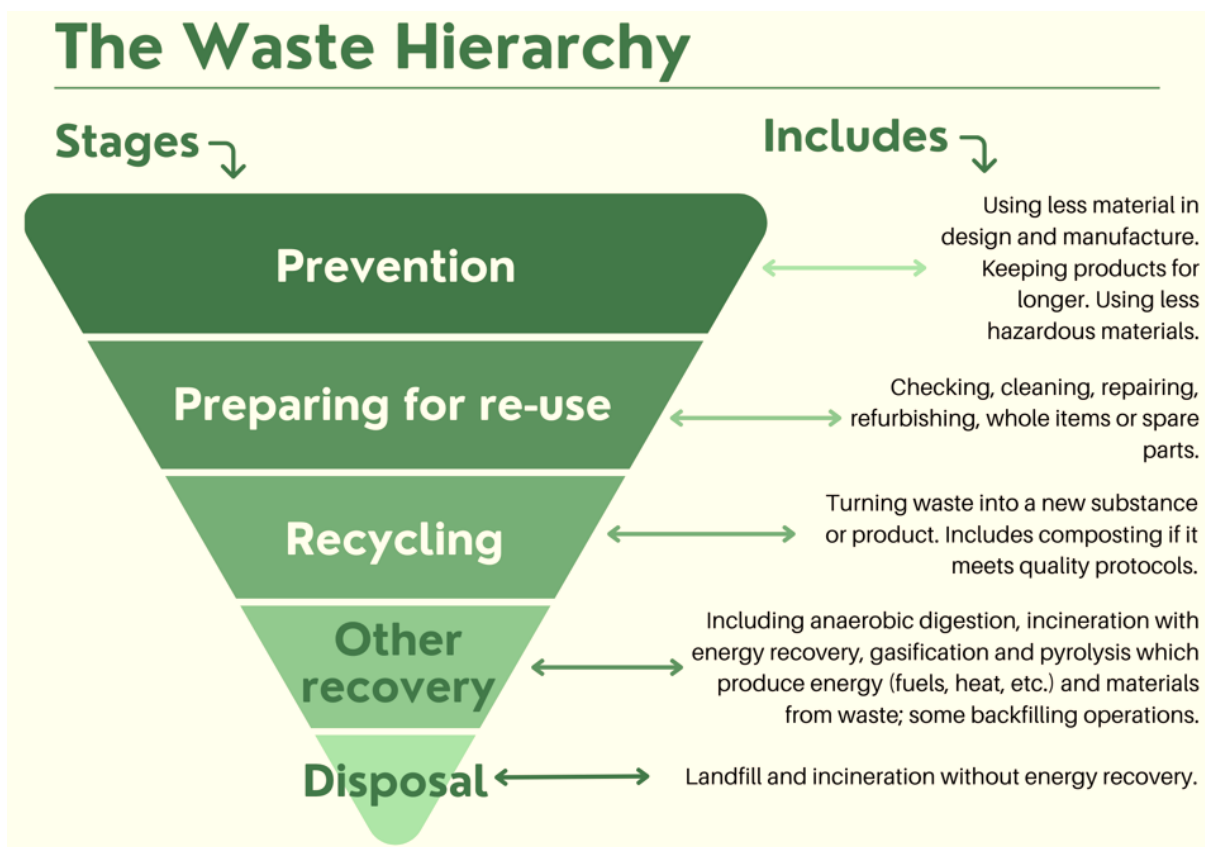 The Waste Hierarchy
Stages
Includes
Prevention
Using less material in
design and manufacture.
Keeping products for
longer. Using less
hazardous materials.
Preparing for re-use
Checking, cleaning, repairing,
refurbishing, whole items or spare
parts.
Recycling
Turning waste into a new substance
or product. Includes composting if it
meets quality protocols.
Other
recovery
Including anaerobic digestion, incineration with
energy recovery, gasification and pyrolysis which
produce energy (fuels, heat, etc.) and materials
from waste; some backfilling operations.
Disposal
Landfill and incineration without energy recovery.